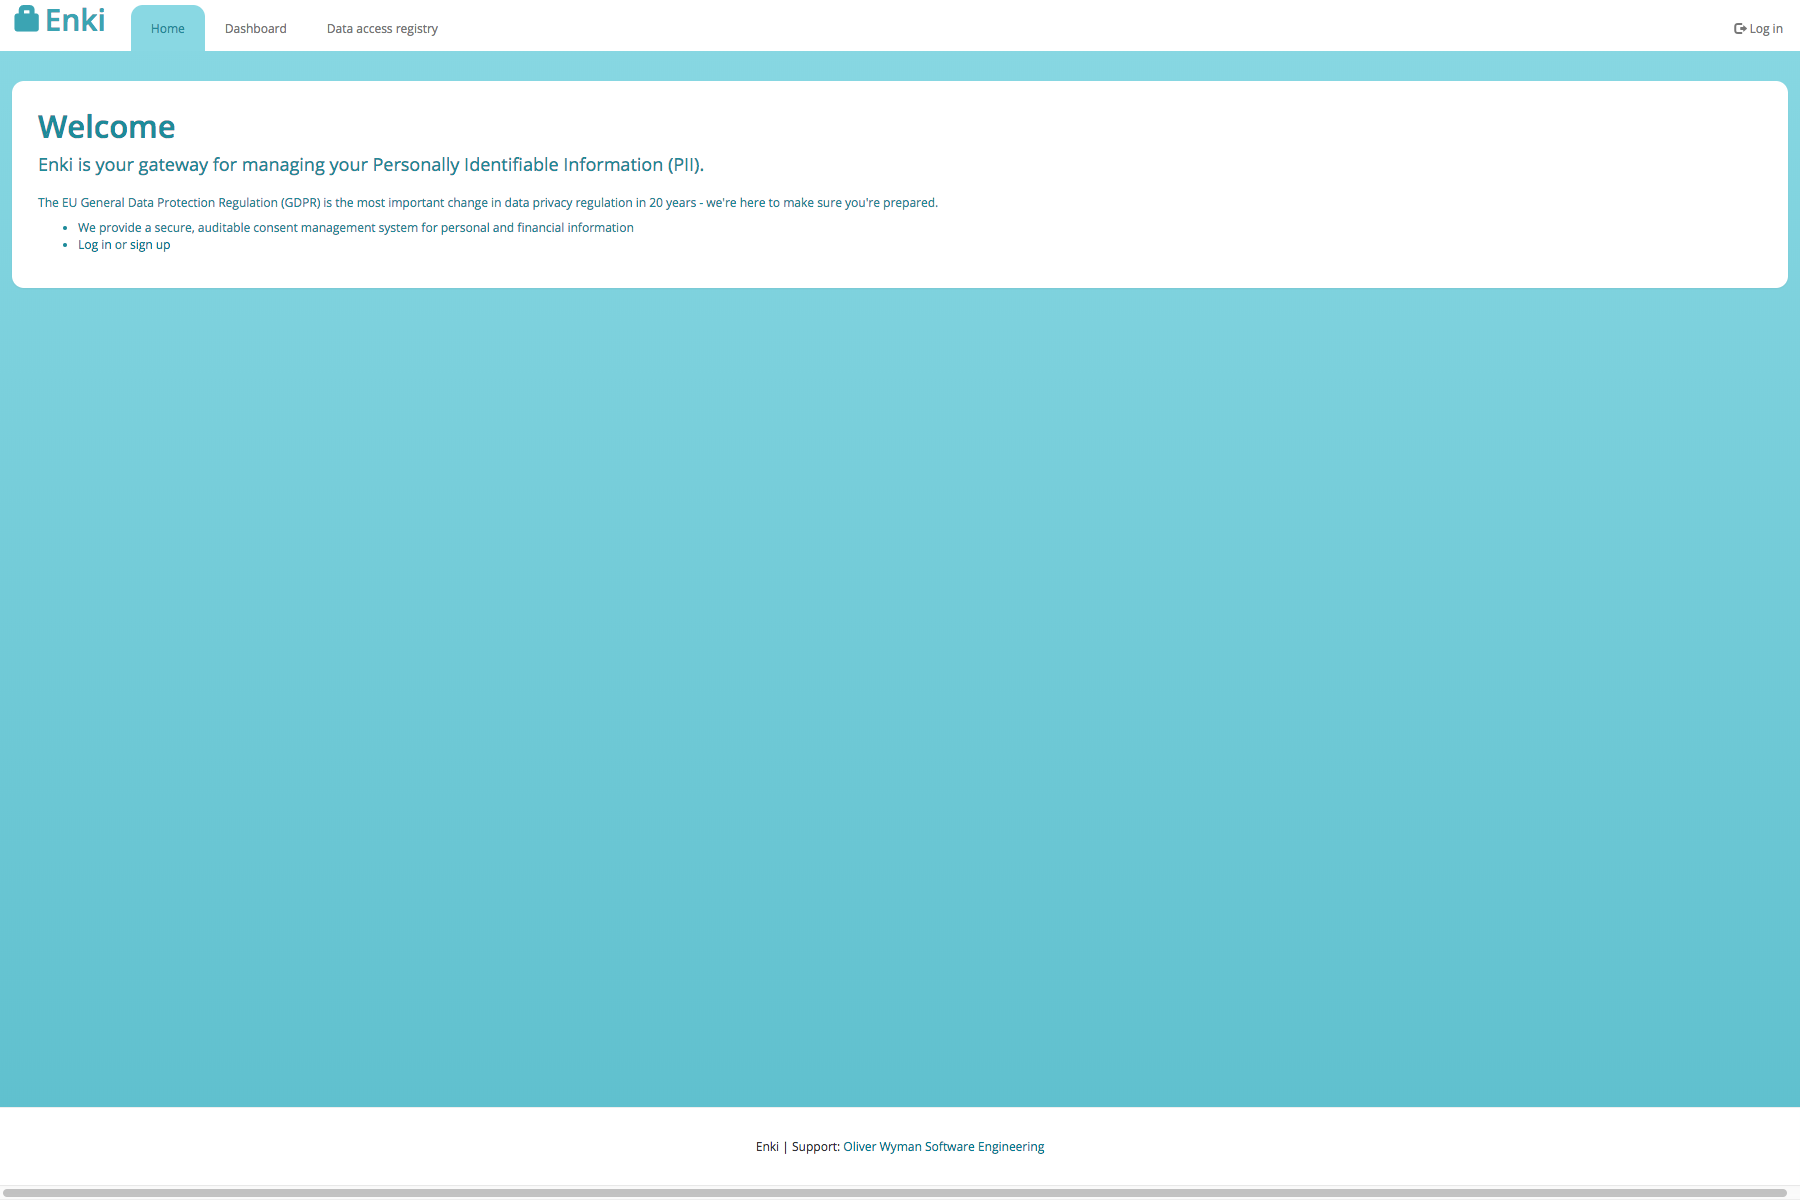 Enki
Home
Dashboard
Data access registry
Log in
Welcome
Enki is your gateway for managing your Personally Identifiable Information (PII).
The EU General Data Protection Regulation (GDPR) is the most important change in data privacy regulation in 20 years - we're here to make sure you're prepared.
We provide a secure, auditable consent management system for personal and financial information
Log in or sign up
Enki | Support: Oliver Wyman Software Engineering